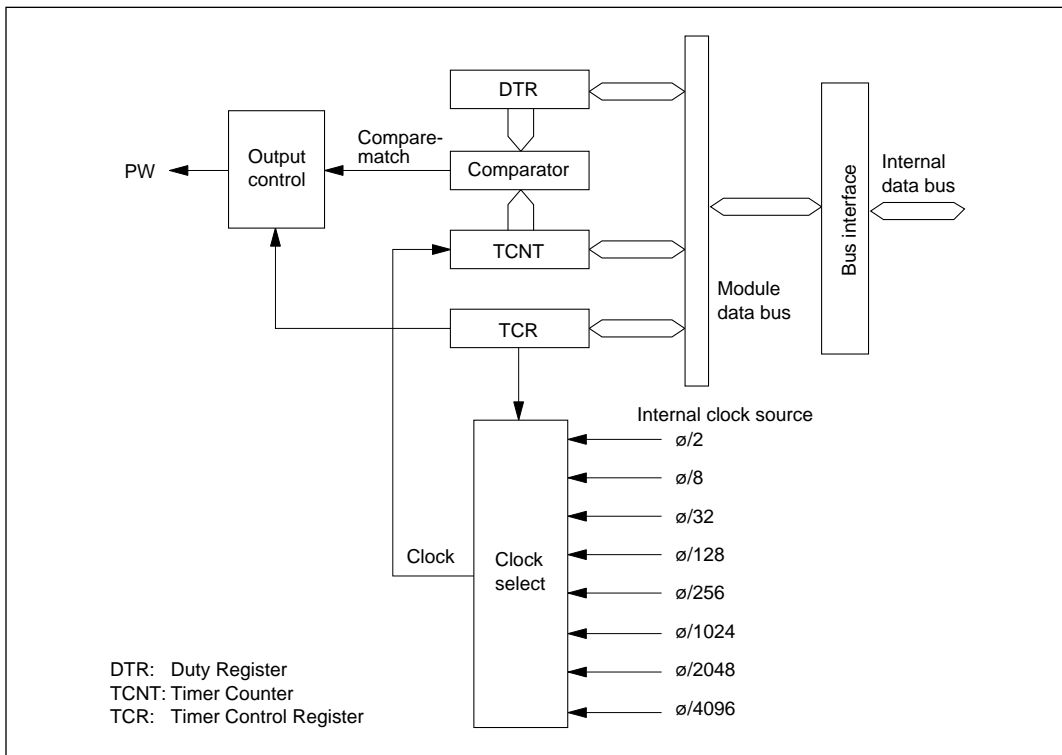 DTR
Compare-
match
Output
control
PW
Comparator
Internal
data bus
Bus interface
TCNT
Module
data bus
TCR
Internal clock source
ø/2
ø/8
ø/32
ø/128
Clock
Clock
select
ø/256
ø/1024
ø/2048
ø/4096
DTR: Duty Register
TCNT: Timer Counter
TCR: Timer Control Register